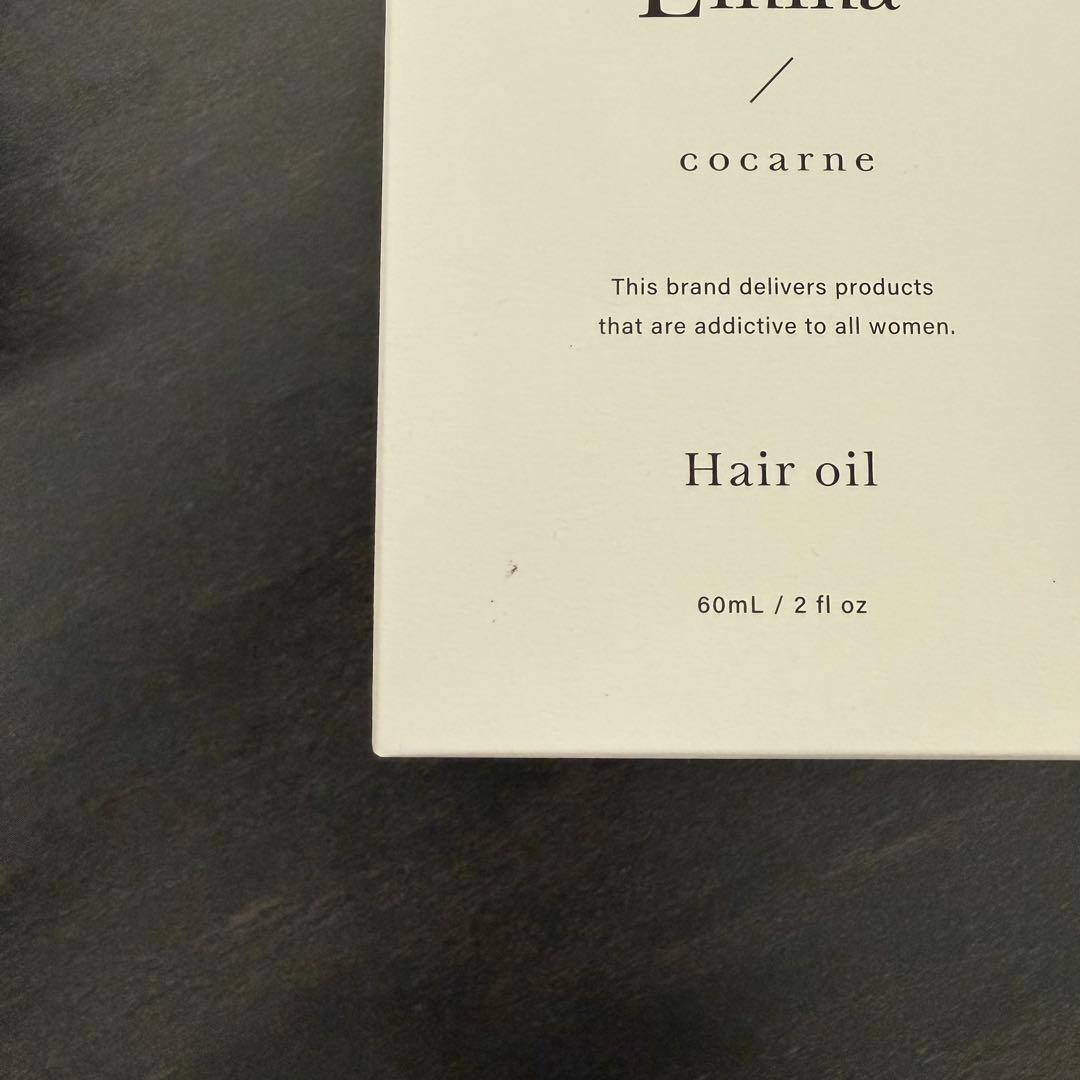 /
cocarne
This brand delivers products
that are addictive to all women.
Hair oil
60mL / 2 fl oz